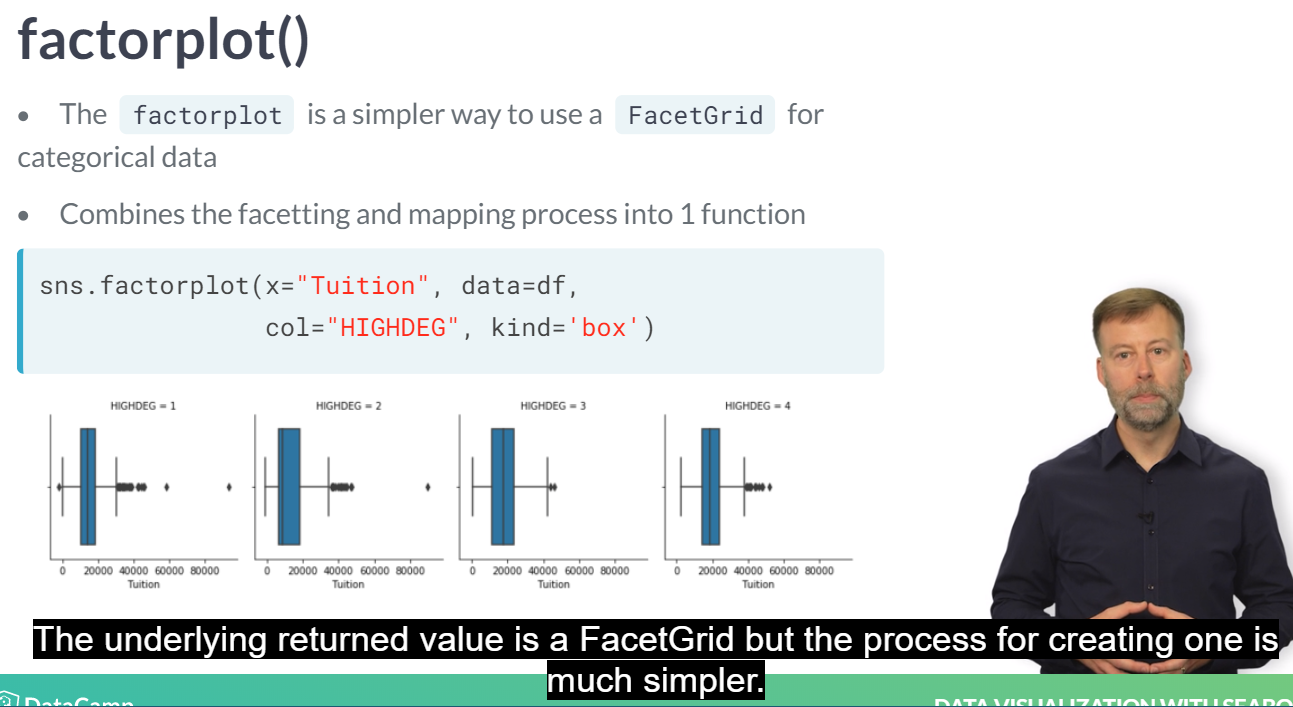 factorplot()
• The factorplot is a simpler way to use a FacetGrid for
categorical data
• Combines the facetting and mapping process into 1 function
sns.factorplot(x="Tuition", data=df,
col="HIGHDEG", kind='box')
HIGHDEG = 1 HIGHDEG = 2 HIGHDEG = 3 HIGHDEG = 4
0 20000 40000 60000 80000 0 20000 40000 60000 80000 0 20000 40000 60000 80000 0 20000 40000 60000 80000
Tuition Tuition Tuition Tuition
The underlying returned value is a FacetGrid but the process for creating one is
much simpler.
DataCamp DATA VISUALIZATION WITH SEABO